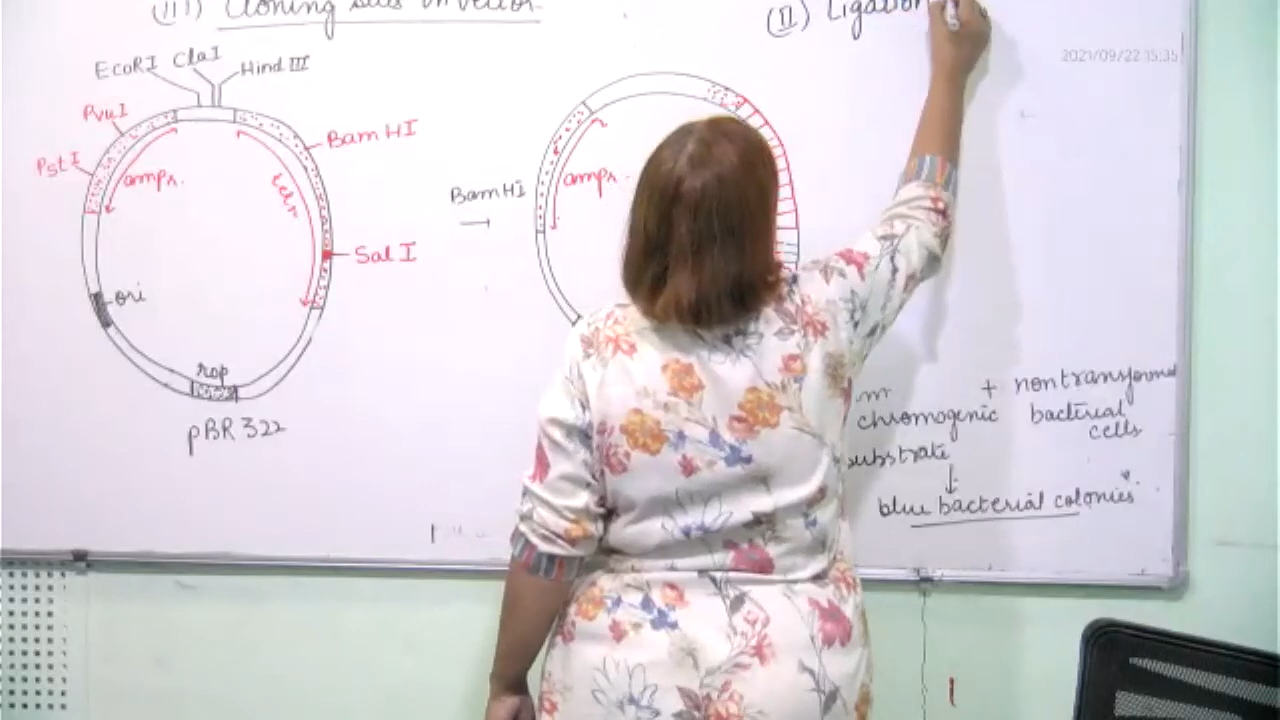 (III) Cloning sites in vector.
(II) Ligation
2021/09/22 15:35
EcoRI ClaI Hind III
PvuI
BamHI
PstI
ampr.
tetr
BamHI
→
ampr.
Sal I
ori
rop
pBR322
+ nontransformed
chromogenic bacterial
substrate cells
↓
blue bacterial colonies